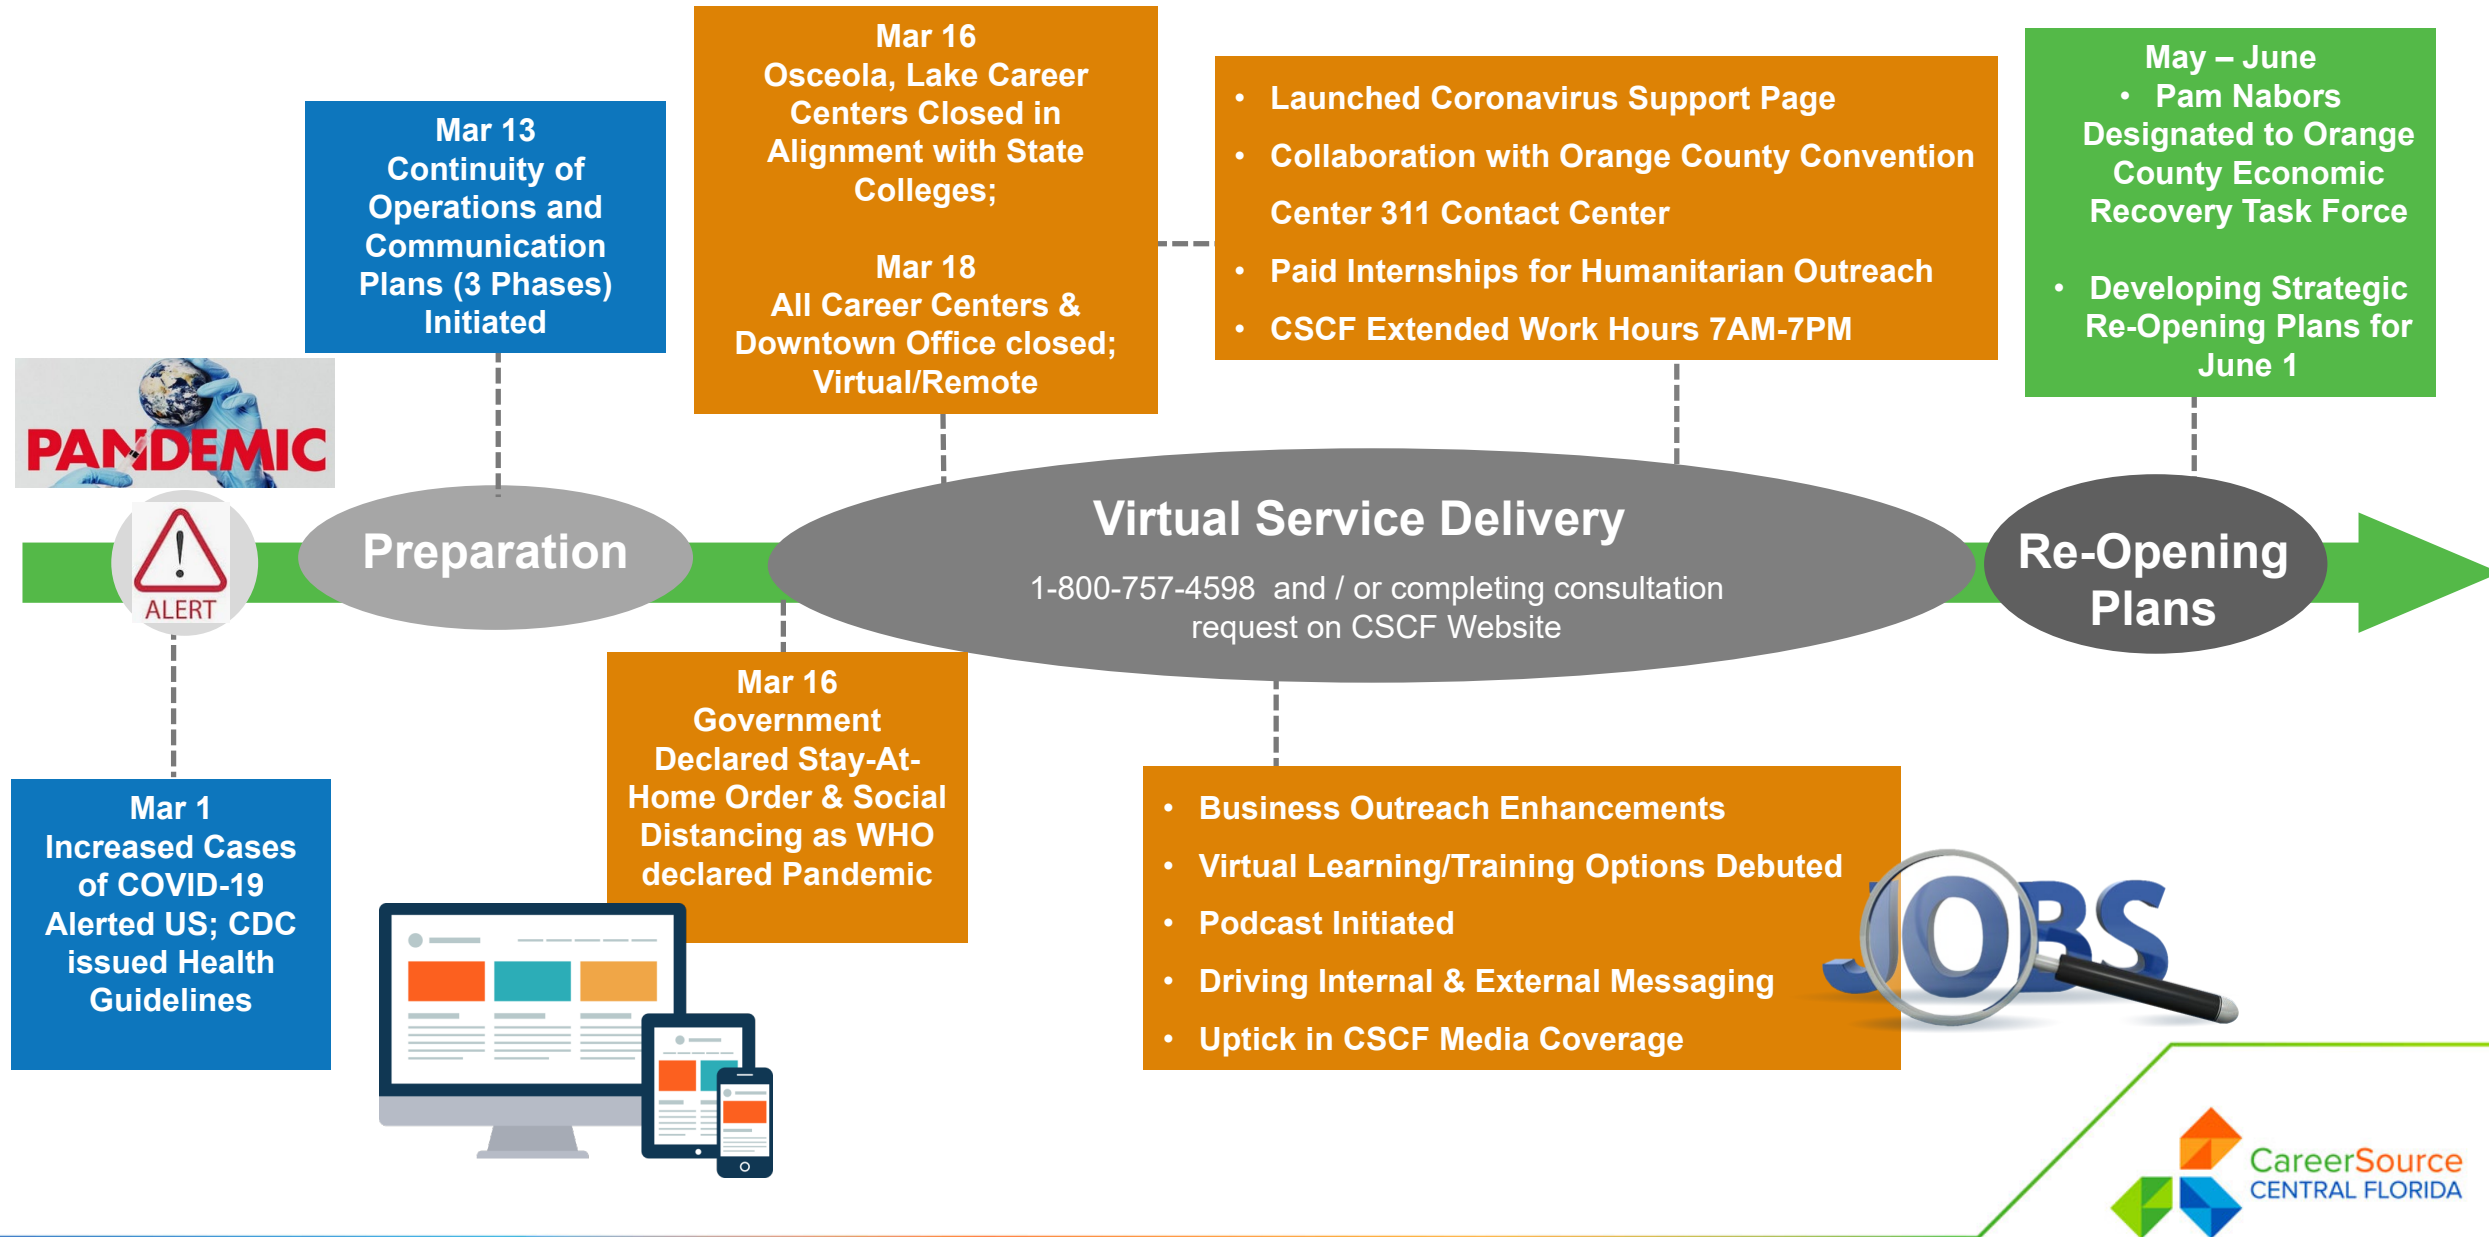 Mar 16
Osceola, Lake Career
Centers Closed in
Alignment with State
Colleges;
Mar 18
All Career Centers &
Downtown Office closed;
Virtual/Remote
• Launched Coronavirus Support Page
• Collaboration with Orange County Convention
Center 311 Contact Center
• Paid Internships for Humanitarian Outreach
• CSCF Extended Work Hours 7AM-7PM
May – June
• Pam Nabors
Designated to Orange
County Economic
Recovery Task Force
• Developing Strategic
Re-Opening Plans for
June 1
Mar 13
Continuity of
Operations and
Communication
Plans (3 Phases)
Initiated
PANDEMIC
ALERT
Preparation
Virtual Service Delivery
1-800-757-4598 and / or completing consultation
request on CSCF Website
Re-Opening
Plans
Mar 1
Increased Cases
of COVID-19
Alerted US; CDC
issued Health
Guidelines
Mar 16
Government
Declared Stay-At-
Home Order & Social
Distancing as WHO
declared Pandemic
• Business Outreach Enhancements
• Virtual Learning/Training Options Debuted
• Podcast Initiated
• Driving Internal & External Messaging
• Uptick in CSCF Media Coverage
JOBS
CareerSource
CENTRAL FLORIDA